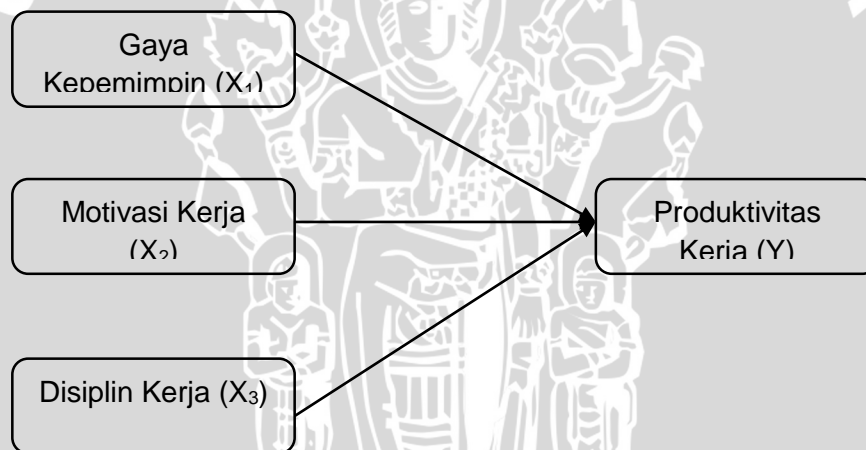 Gaya
Kepemimpin (X₁)
Motivasi Kerja
(X₂)
Produktivitas
Kerja (Y)
Disiplin Kerja (X₃)